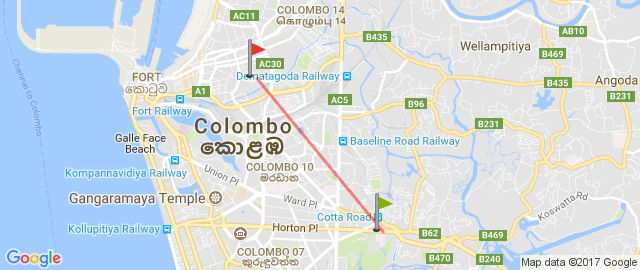 COLOMBO 14
කොළඹ 14
AC11
B435
Wellampitiya
AB10
B469
FORT
කොටුව
AC30
Dematagoda Railway
B435
Angoda
A1
Fort Railway
AC5
B96
B231
B231
Chennai to Colombo
Galle Face
Beach
Colombo
කොළඹ
Baseline Road Railway
B469
Kompannavidiya Railway
Union Pl
COLOMBO 10
මරදාන
Gangaramaya Temple
Ward Pl
Koswatta Rd
Cotta Road
Kollupitiya Railway
Horton Pl
B62
B229
COLOMBO 07
කුරුඳුවත්ත
B470
B240
Google
Map data ©2017 Google